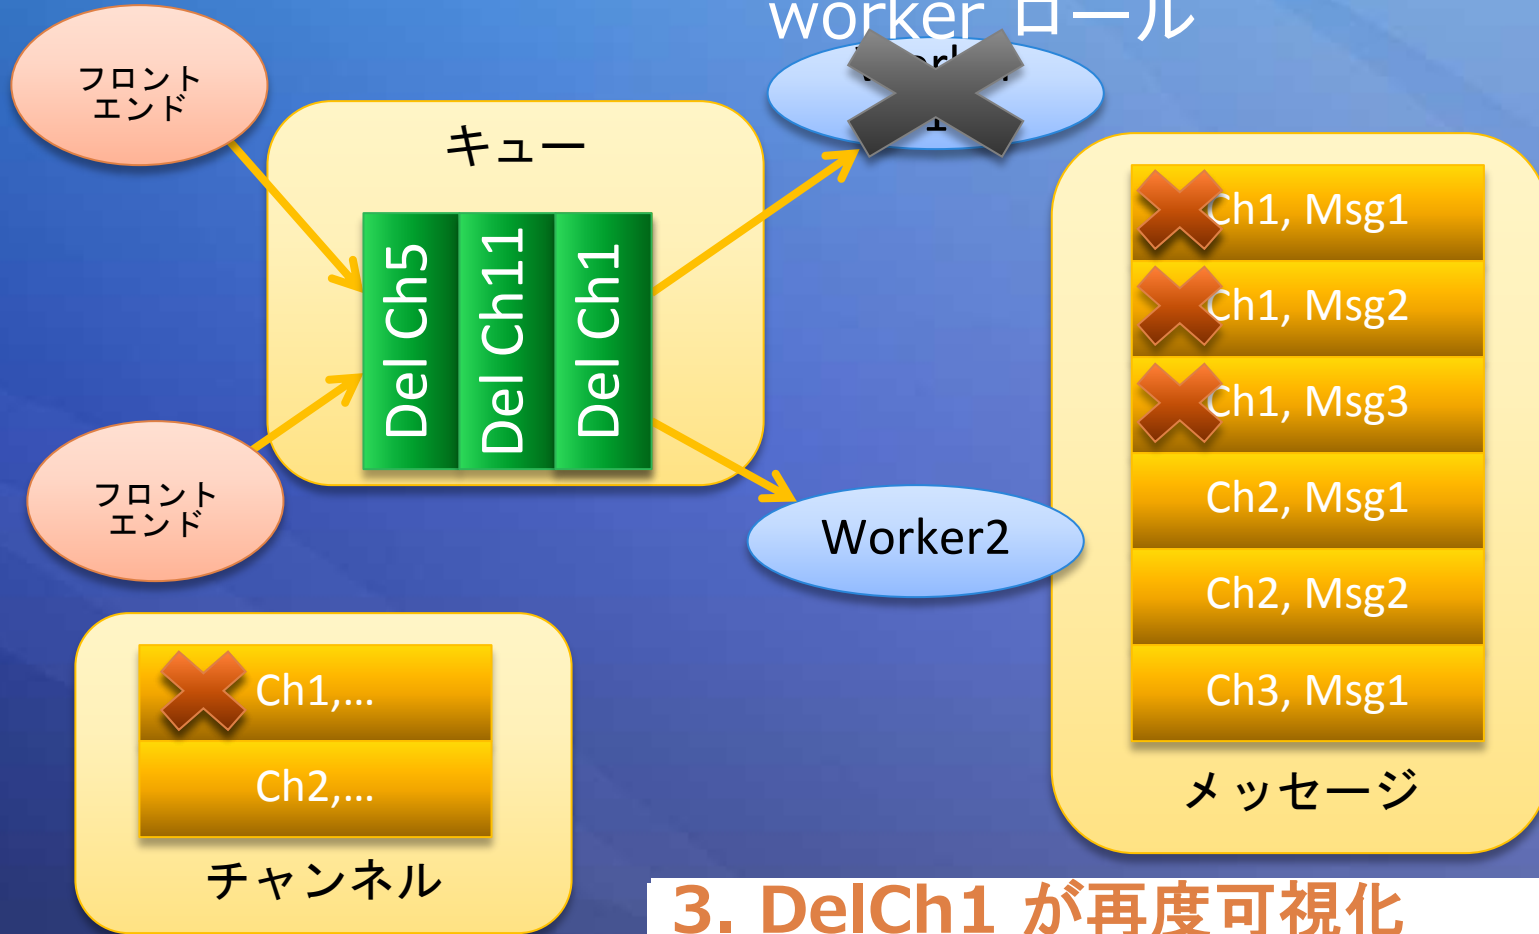 worker ロール
フロント
エンド
キュー
Del Ch5
Del Ch11
Del Ch1
フロント
エンド
Worker2
Ch1, Msg1
Ch1, Msg2
Ch1, Msg3
Ch2, Msg1
Ch2, Msg2
Ch3, Msg1
メッセージ
Ch1,...
Ch2,...
チャンネル
3. DelCh1 が再度可視化